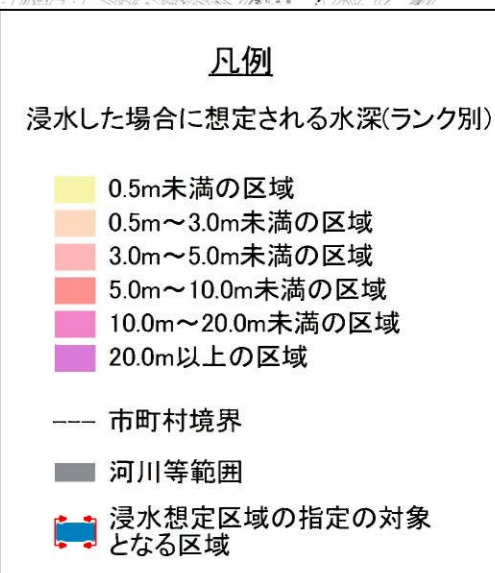 凡例
浸水した場合に想定される水深(ランク別)
0.5m未満の区域
0.5m～3.0m未満の区域
3.0m～5.0m未満の区域
5.0m～10.0m未満の区域
10.0m～20.0m未満の区域
20.0m以上の区域
市町村境界
河川等範囲
浸水想定区域の指定の対象
となる区域